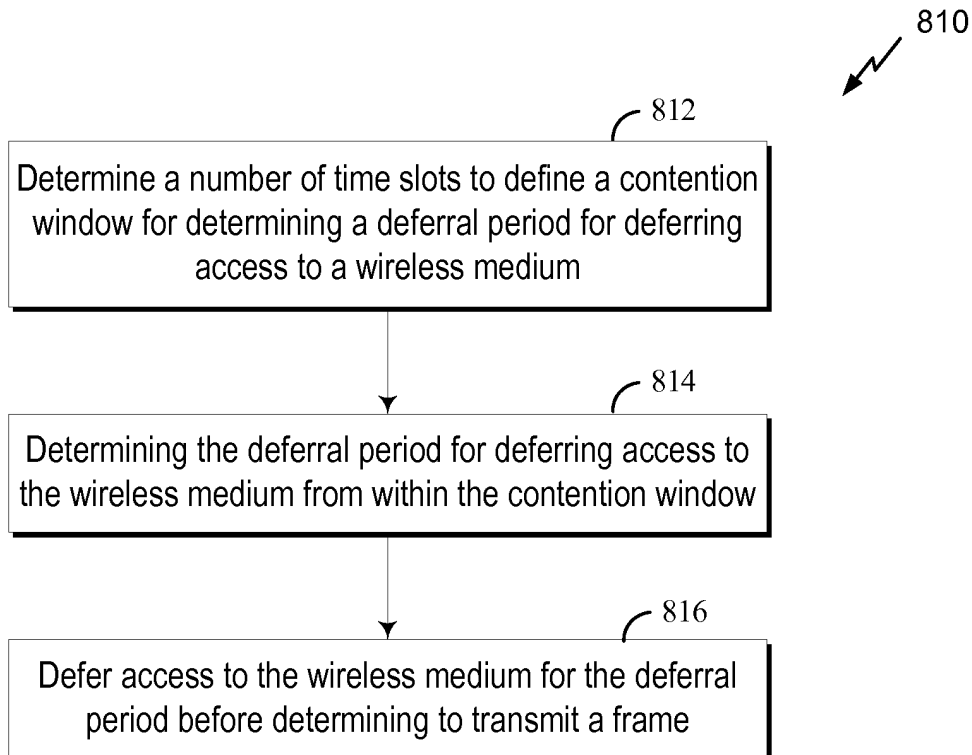 810
812
Determine a number of time slots to define a contention
window for determining a deferral period for deferring
access to a wireless medium
814
Determining the deferral period for deferring access to
the wireless medium from within the contention window
816
Defer access to the wireless medium for the deferral
period before determining to transmit a frame